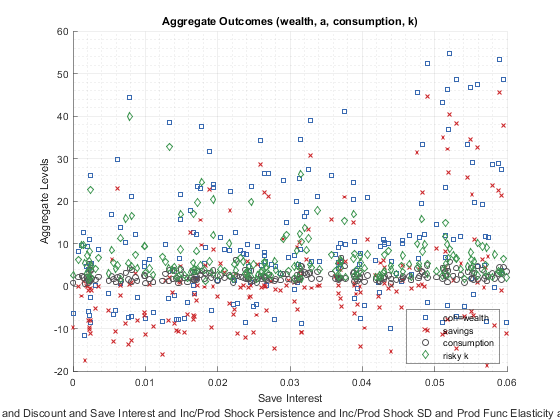 Aggregate Outcomes (wealth, a, consumption, k)
60
50
40
30
20
10
0
-10
-20
Aggregate Levels
0
0.01
0.02
0.03
0.04
0.05
0.06
Save Interest
wealth
savings
consumption
risky k
and Discount and Save Interest and Inc/Prod Shock Persistence and Inc/Prod Shock SD and Prod Func Elasticity a